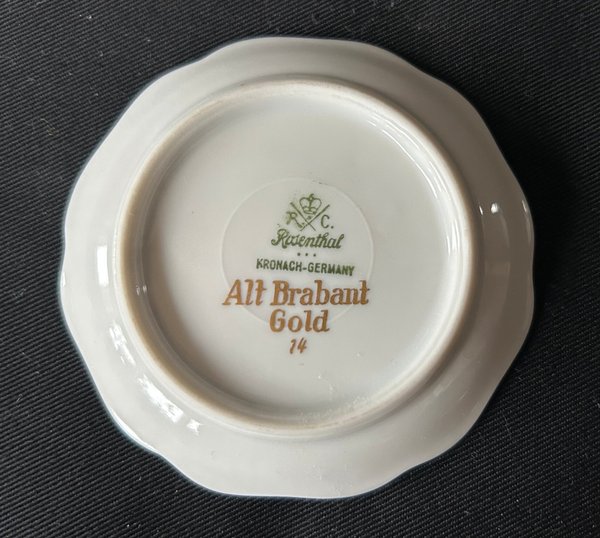 R. C.
Rosenthal
KRONACH-GERMANY
Alt Brabant
Gold
14